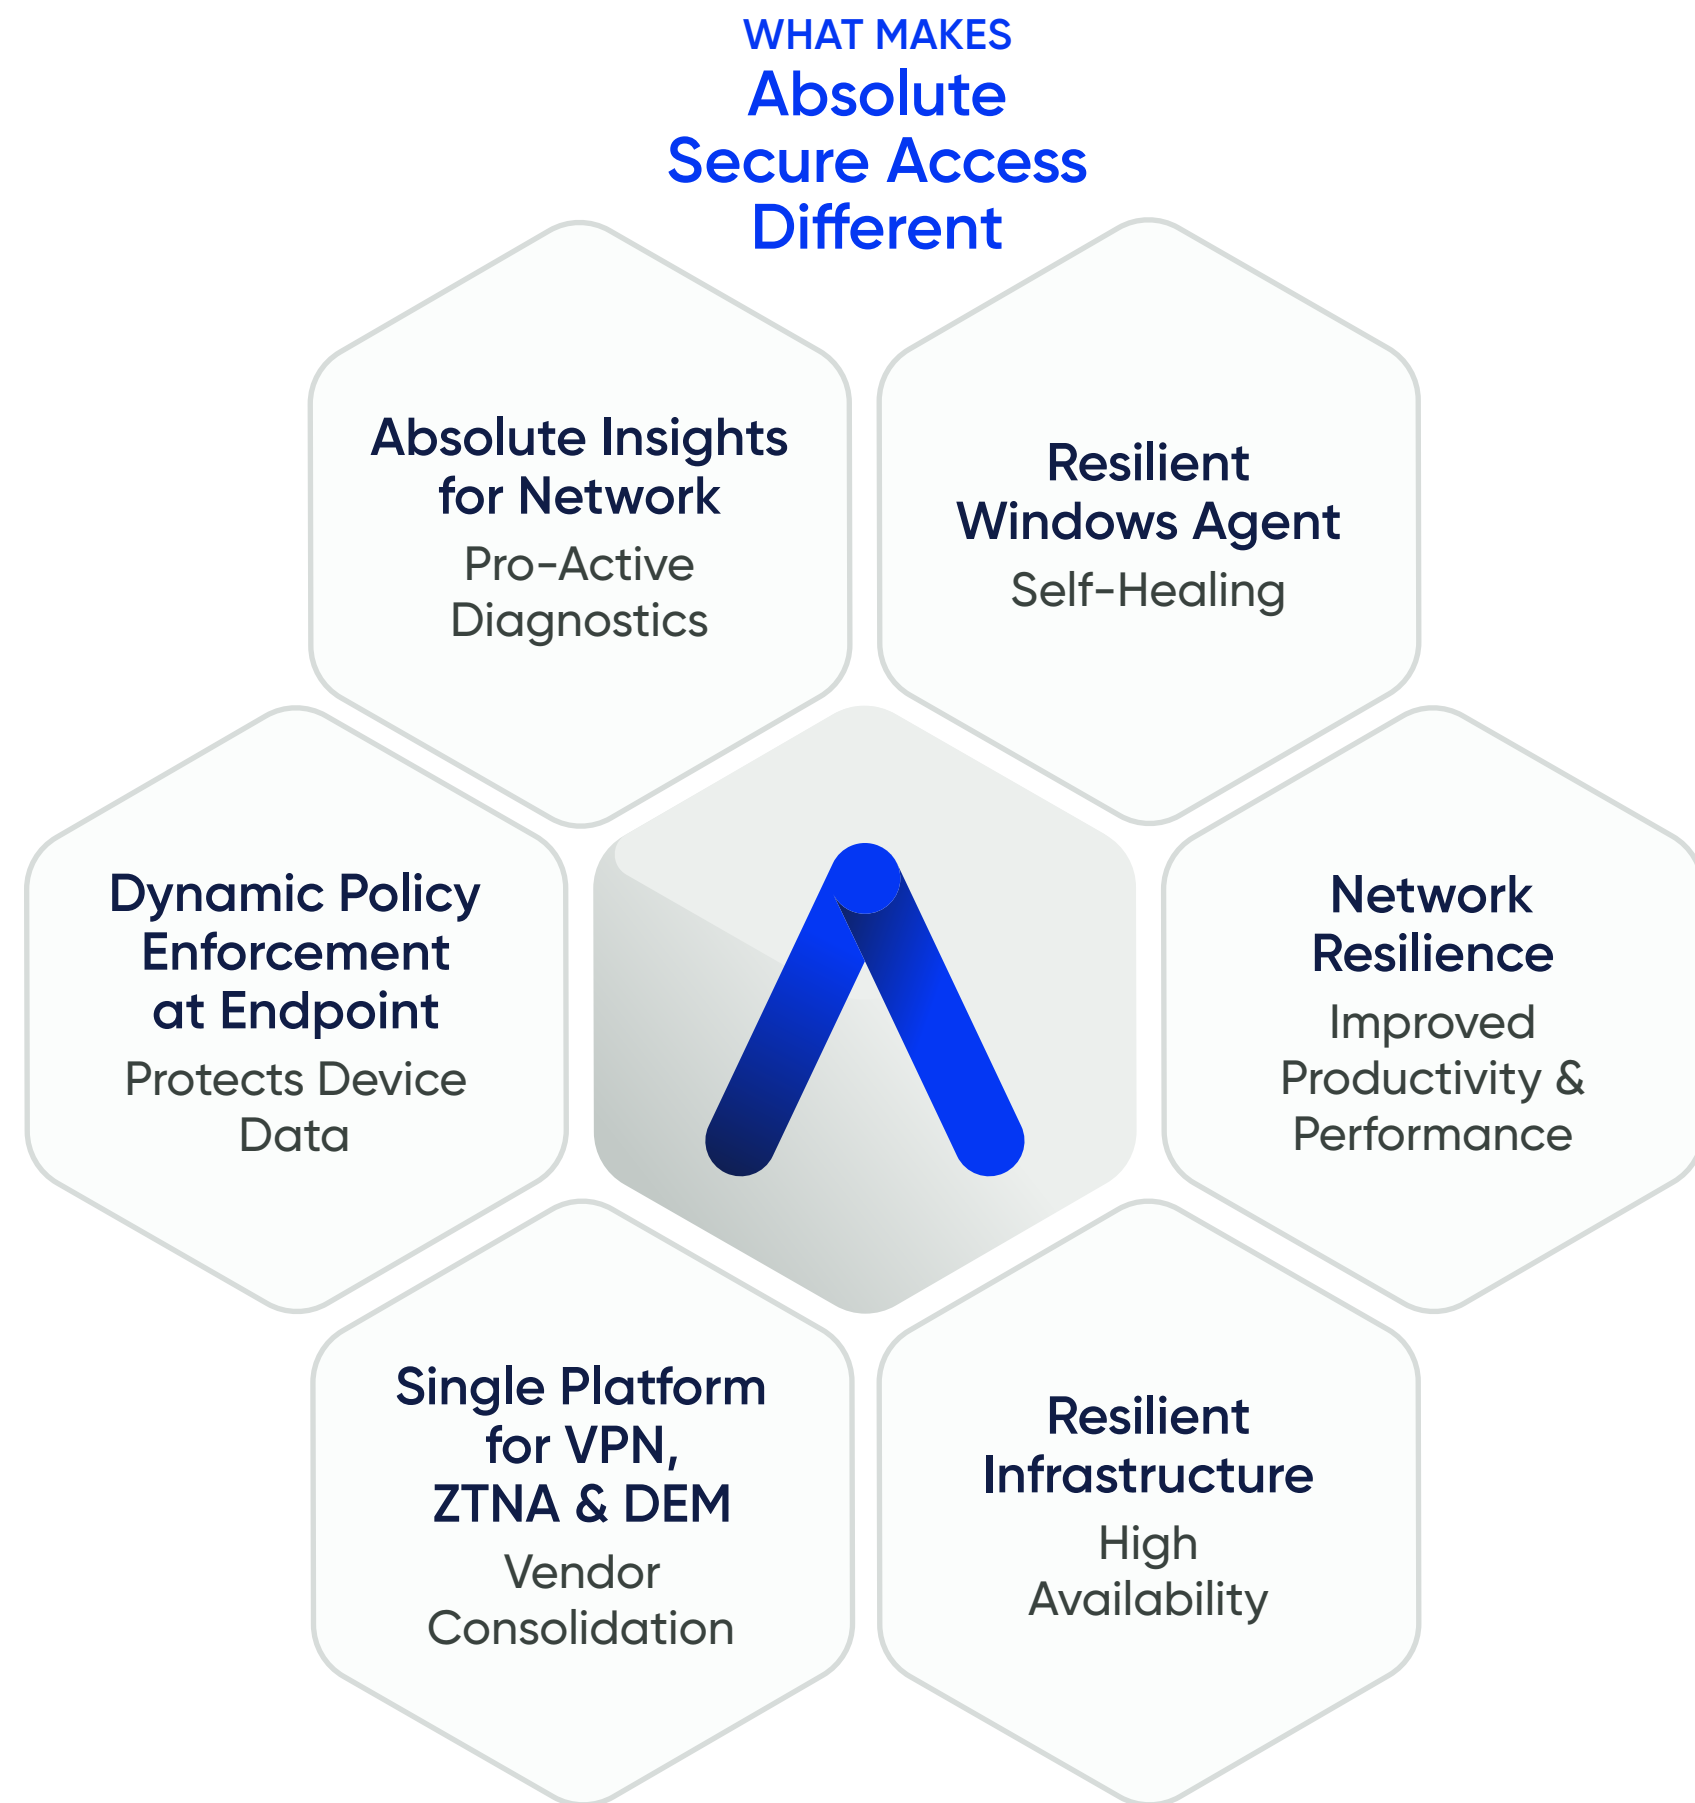 WHAT MAKES
Absolute
Secure Access
Different
Absolute Insights
for Network
Pro-Active
Diagnostics
Resilient
Windows Agent
Self-Healing
Dynamic Policy
Enforcement
at Endpoint
Protects Device
Data
Network
Resilience
Improved
Productivity &
Performance
Single Platform
for VPN,
ZTNA & DEM
Vendor
Consolidation
Resilient
Infrastructure
High
Availability